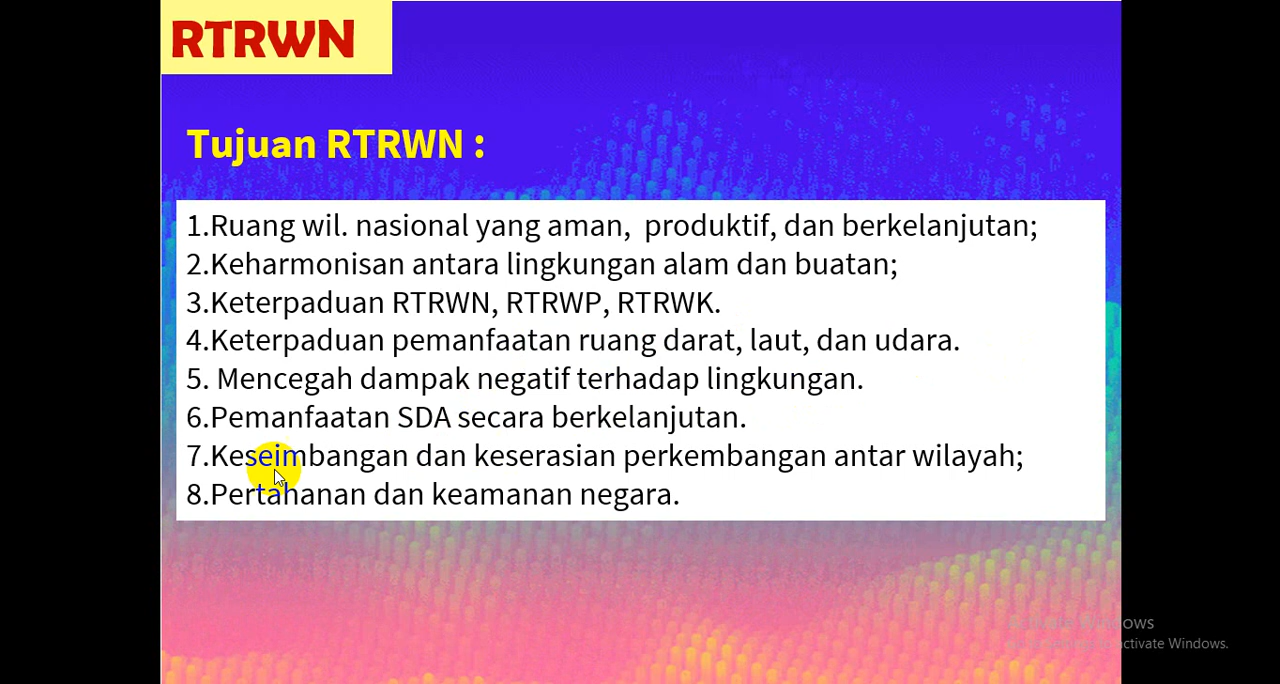 RTRWN
Tujuan RTRWN :
1.Ruang wil. nasional yang aman, produktif, dan berkelanjutan;
2.Keharmonisan antara lingkungan alam dan buatan;
3.Keterpaduan RTRWN, RTRWP, RTRWK.
4.Keterpaduan pemanfaatan ruang darat, laut, dan udara.
5. Mencegah dampak negatif terhadap lingkungan.
6.Pemanfaatan SDA secara berkelanjutan.
7.Keseimbangan dan keserasian perkembangan antar wilayah;
8.Pertahanan dan keamanan negara.
Windows.